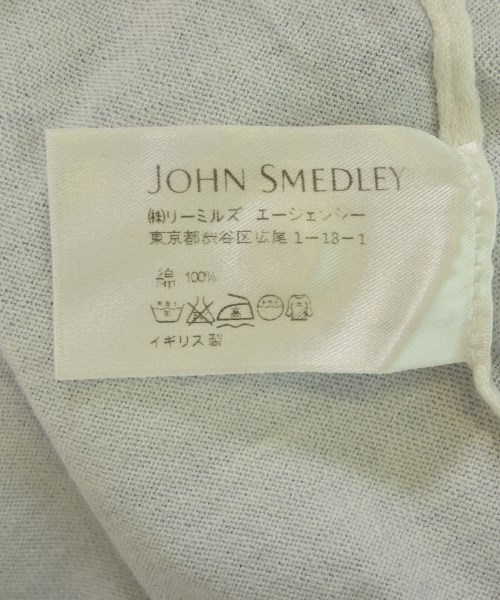 JOHN SMEDLEY
㈱リーミルズ エージェンシー
東京都渋谷区広尾1-13-1
綿 100%
イギリス製